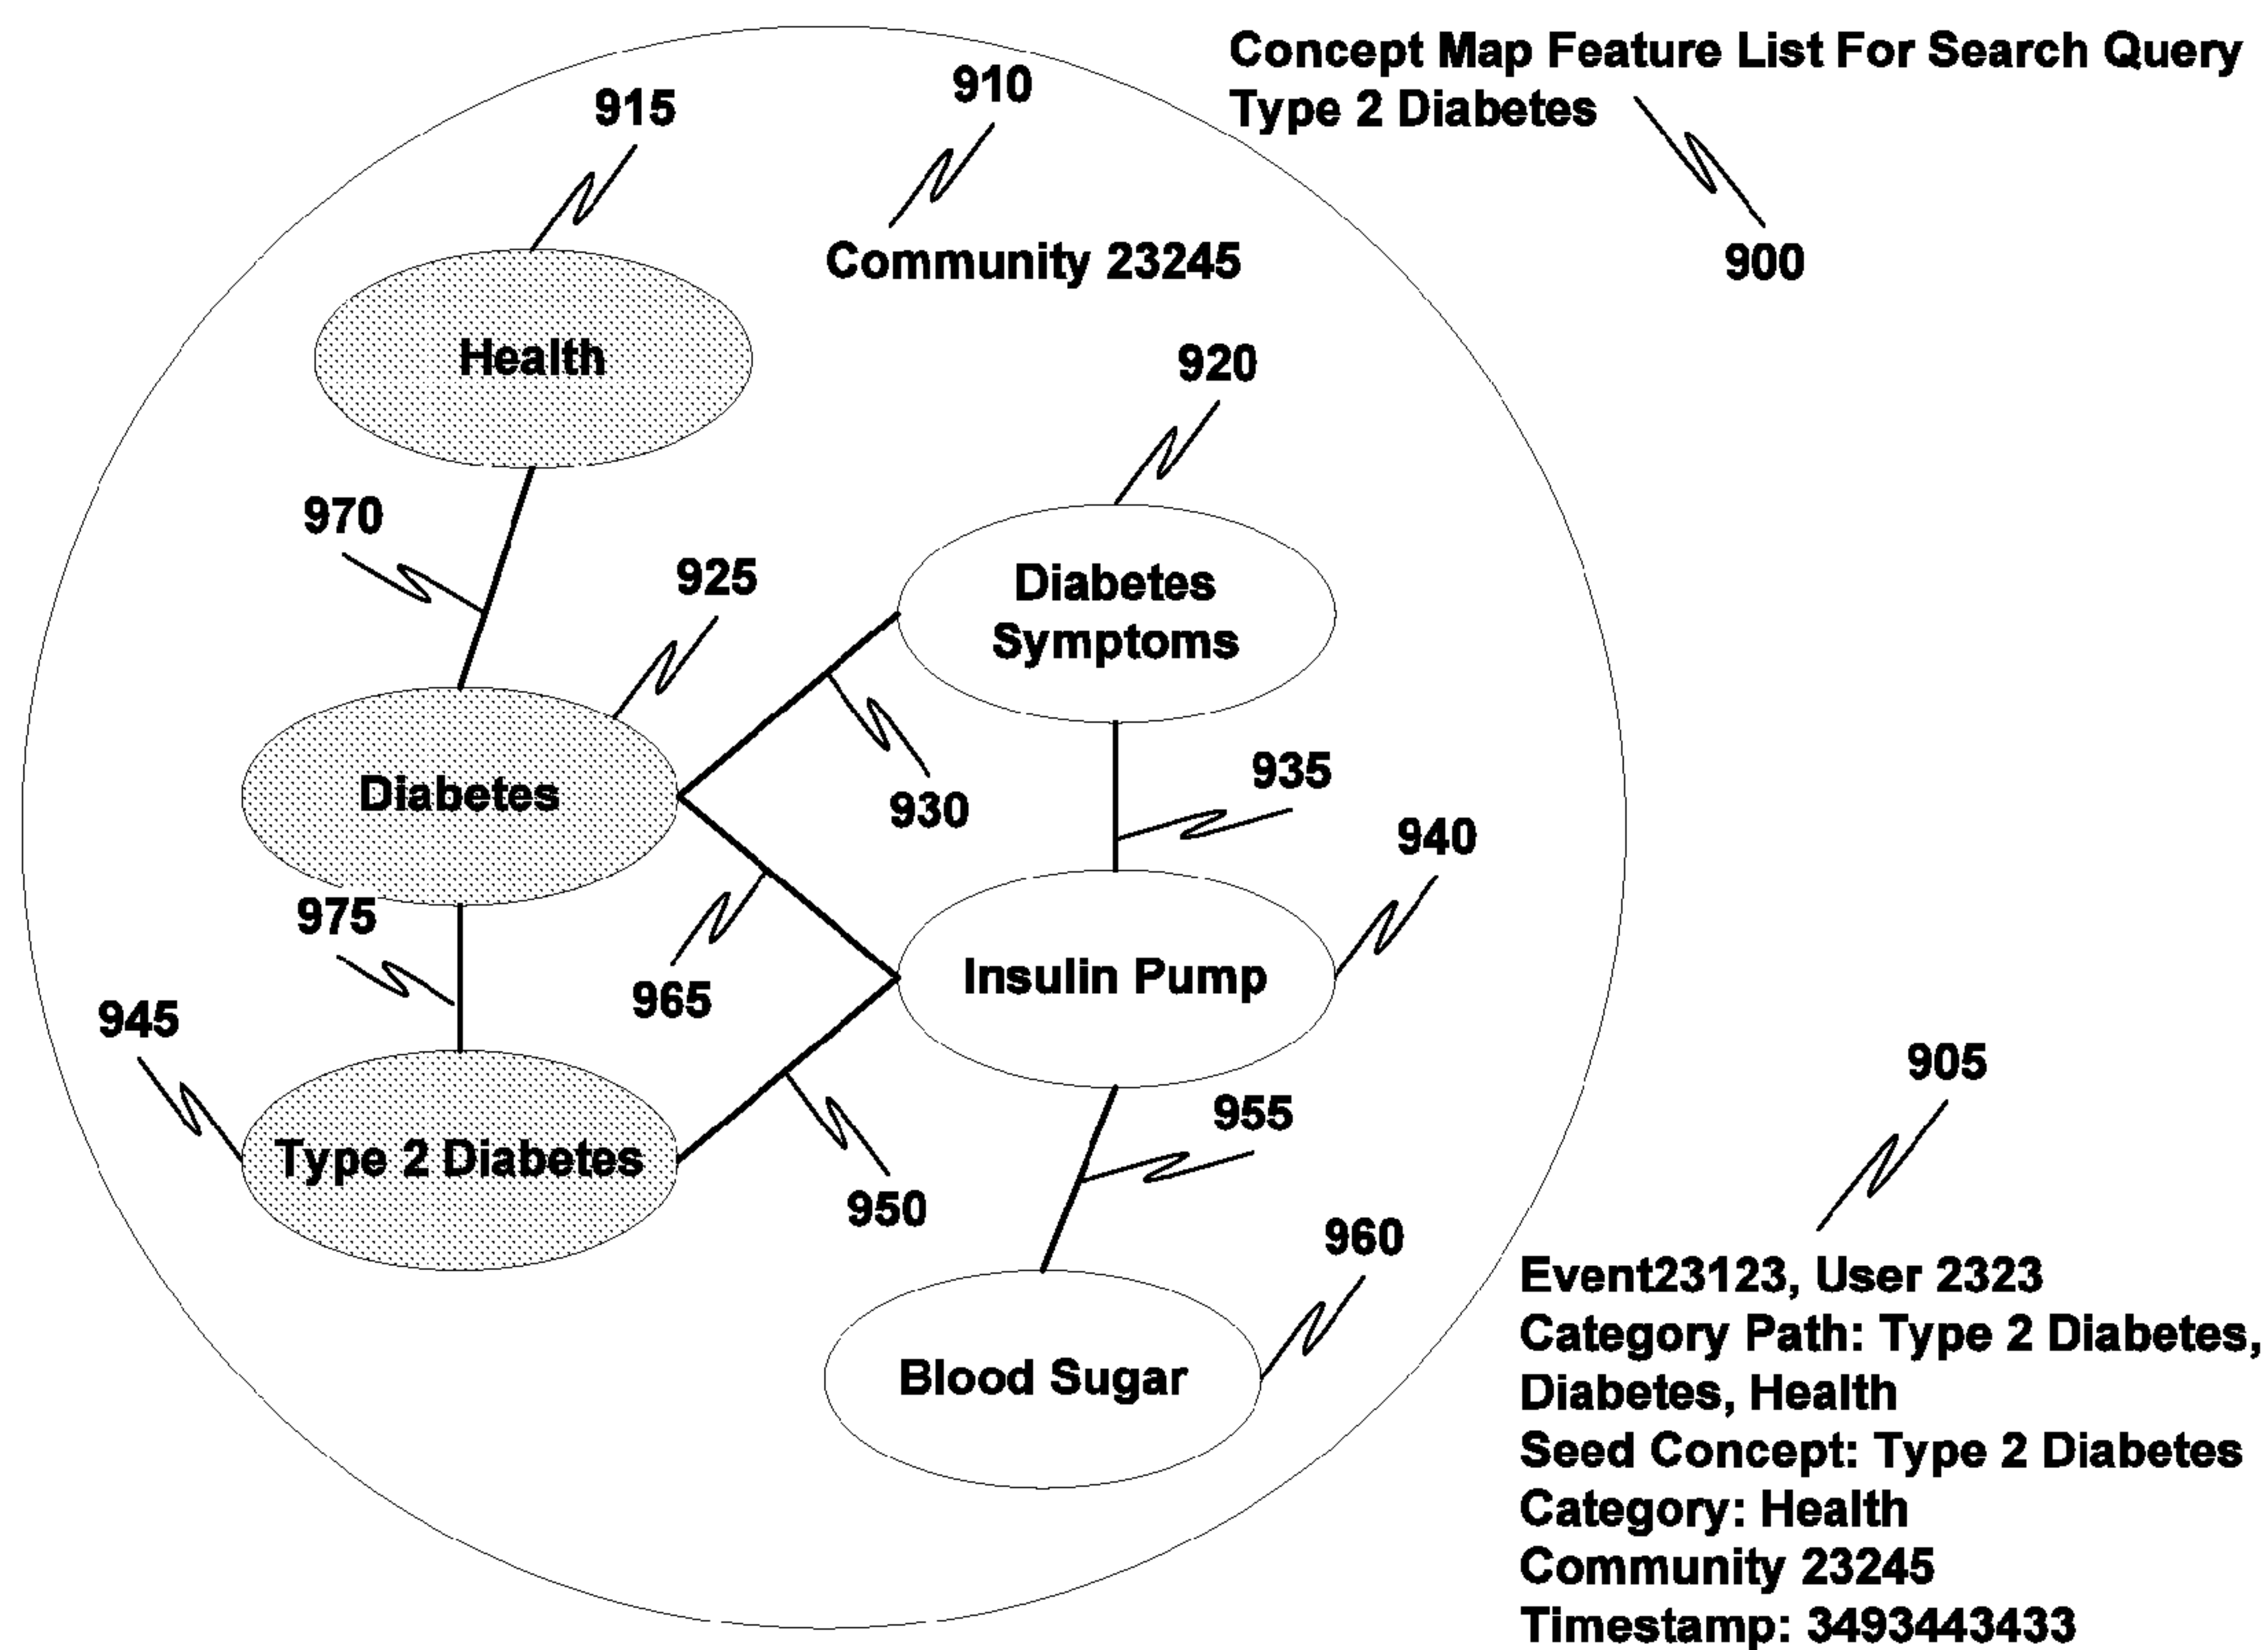 Concept Map Feature List For Search Query
Type 2 Diabetes
900
910
915
Community 23245
Health
920
970
925
Diabetes
Symptoms
930
935
Diabetes
940
975
965
Insulin Pump
945
950
955
Type 2 Diabetes
960
Blood Sugar
905
Event23123, User 2323
Category Path: Type 2 Diabetes,
Diabetes, Health
Seed Concept: Type 2 Diabetes
Category: Health
Community 23245
Timestamp: 3493443433